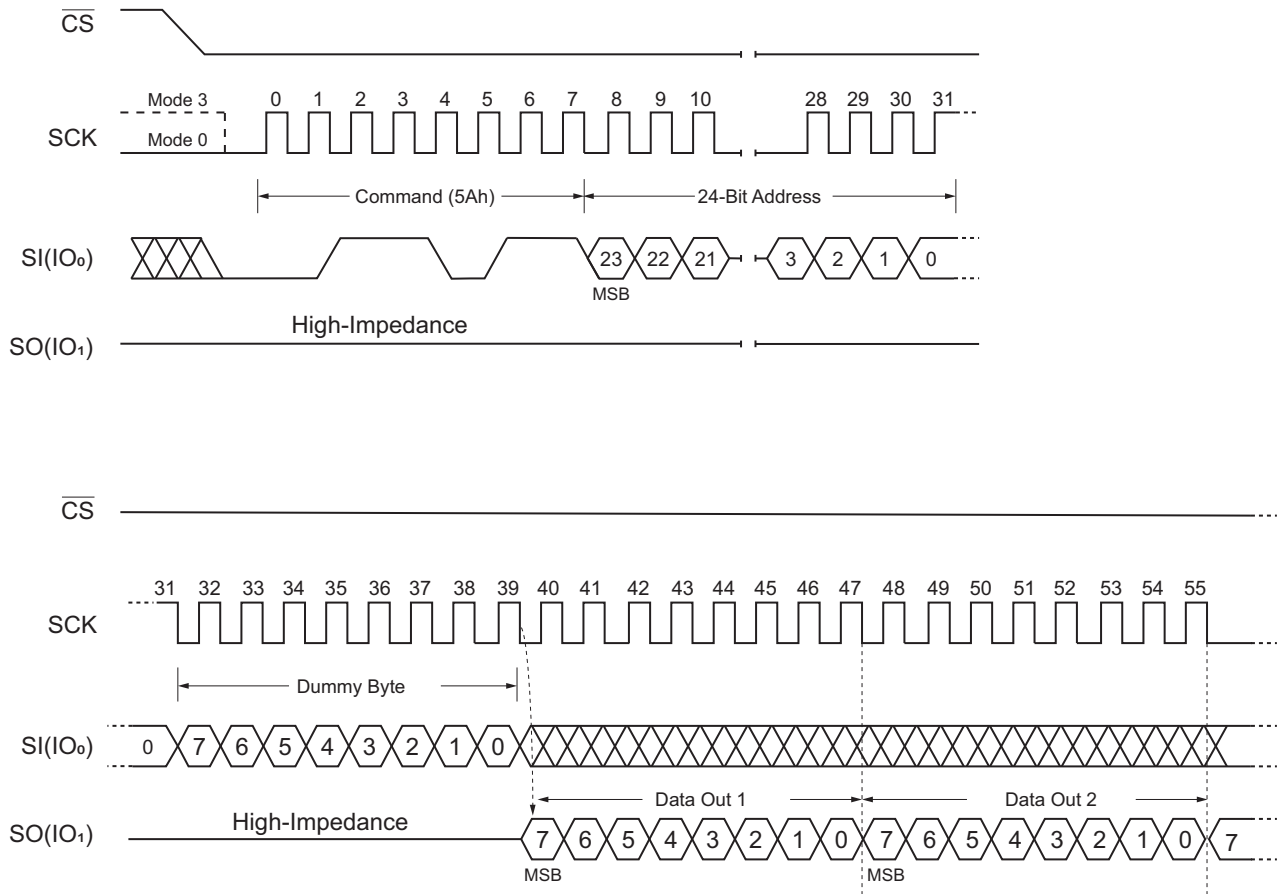 CS
Mode 3
0 1 2 3 4 5 6 7 8 9 10 28 29 30 31
SCK
Mode 0
Command (5Ah) 24-Bit Address
SI(IO₀)
23 22 21 3 2 1 0
MSB
High-Impedance
SO(IO₁)
CS
31 32 33 34 35 36 37 38 39 40 41 42 43 44 45 46 47 48 49 50 51 52 53 54 55
SCK
Dummy Byte
SI(IO₀)
0 7 6 5 4 3 2 1 0
Data Out 1 Data Out 2
High-Impedance
SO(IO₁)
7 6 5 4 3 2 1 0 7 6 5 4 3 2 1 0 7
MSB MSB